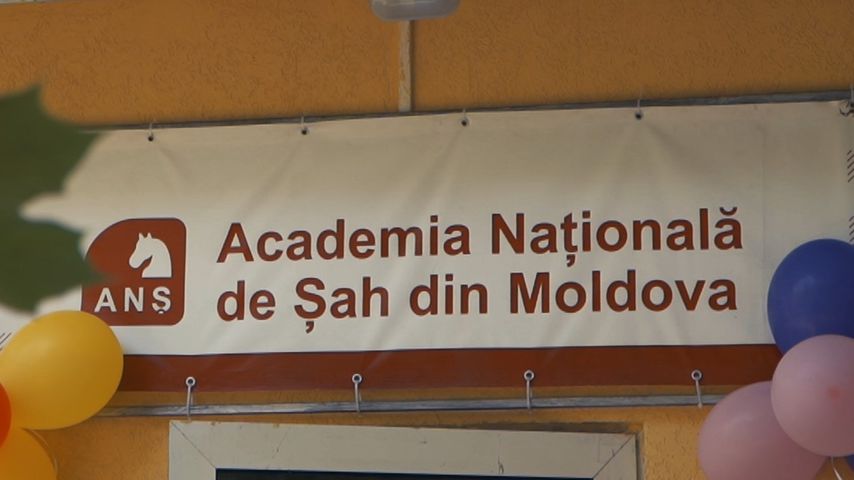 ANȘ
Academia Națională
de Șah din Moldova